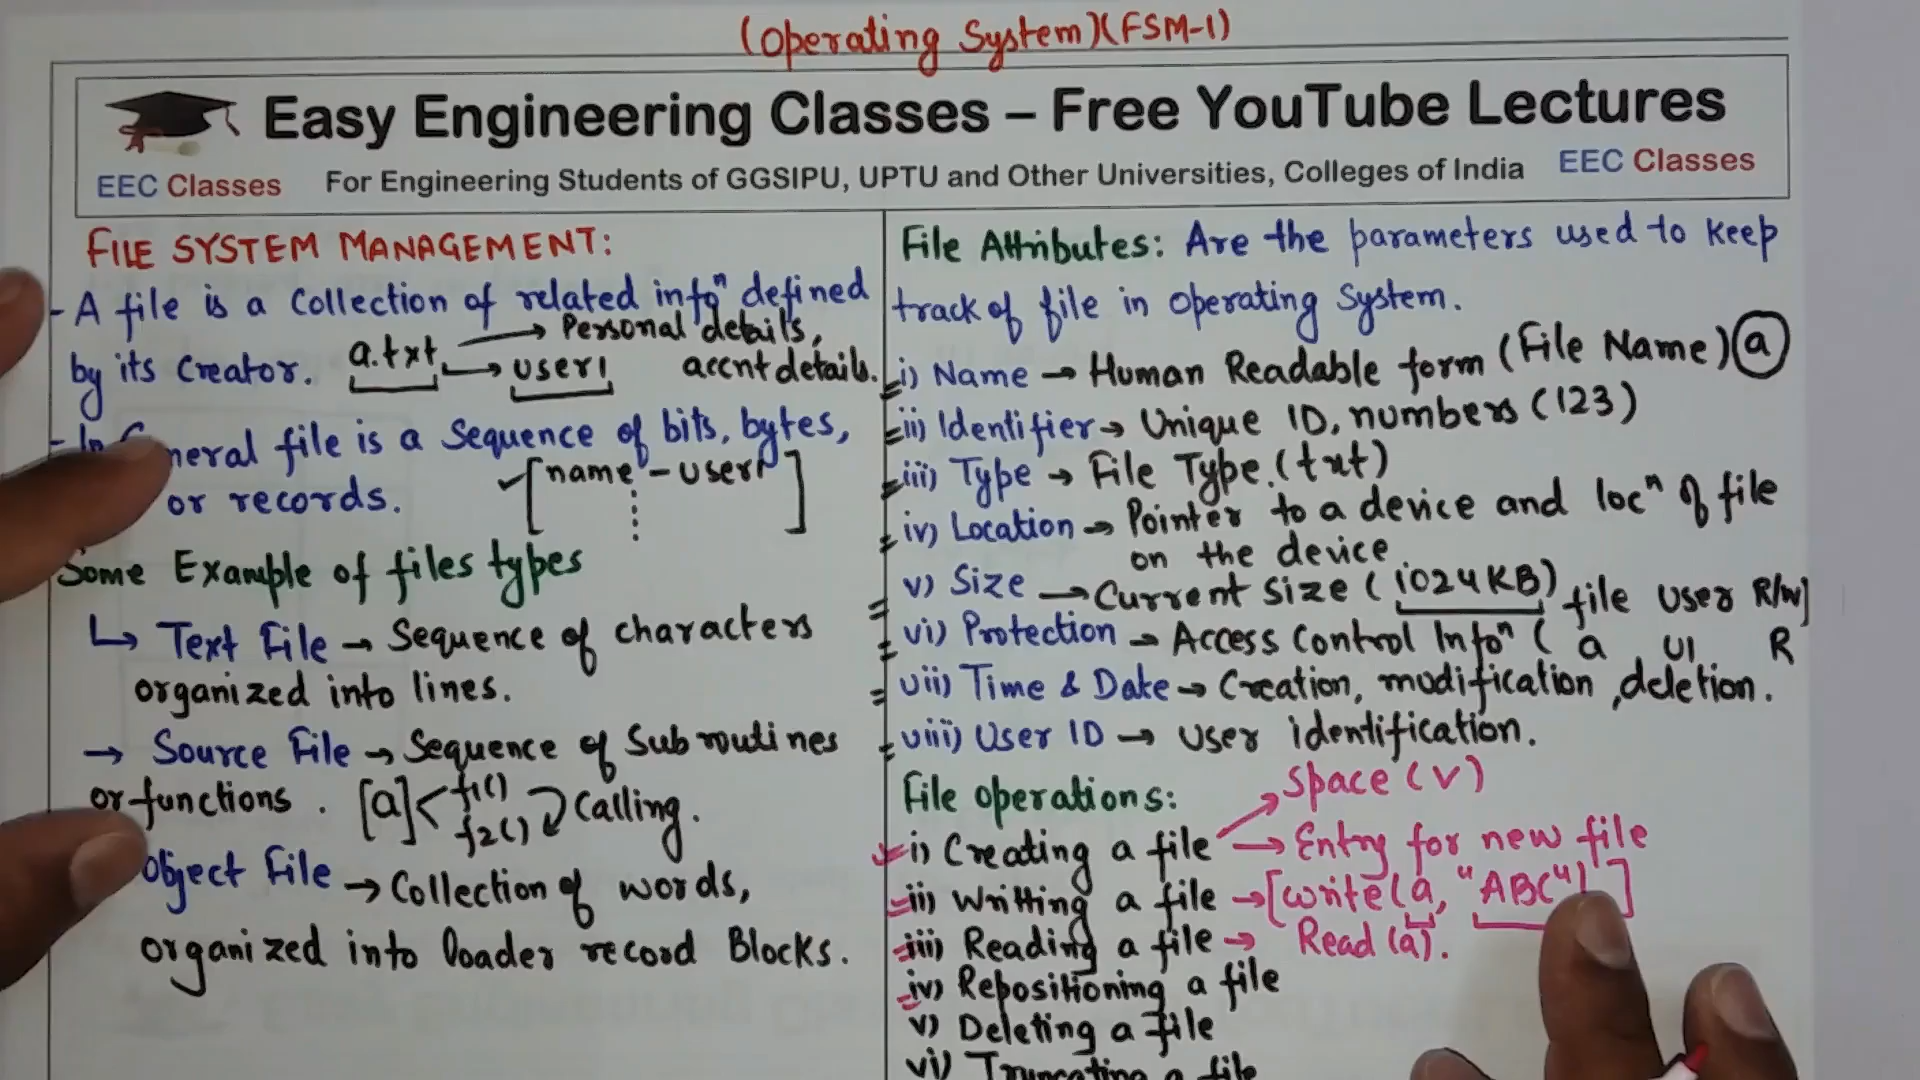 (Operating System)(FSM-1)
Easy Engineering Classes – Free YouTube Lectures
EEC Classes For Engineering Students of GGSIPU, UPTU and Other Universities, Colleges of India EEC Classes
FILE SYSTEM MANAGEMENT:
- A file is a Collection of related infoⁿ defined
by its Creator. a.txt → Personal details,
→ user1 accnt details.
neral file is a Sequence of bits, bytes,
or records. ✓[name - user1
]
Some Example of files types
↳ Text File → Sequence of characters
organized into lines.
→ Source File → Sequence of Subroutines
or functions. [a] < f1() f2() Calling.
Object File → Collection of words,
organized into loader record Blocks.
File Attributes: Are the parameters used to keep
track of file in operating System.
i) Name → Human Readable form (File Name) a
ii) Identifier → Unique ID, numbers (123)
iii) Type → File Type. (txt)
iv) Location → Pointer to a device and locⁿ of file
on the device
v) Size → Current Size (1024KB) file user R/W]
vi) Protection → Access Control Infoⁿ ( a U1 R
vii) Time & Date → Creation, modification, deletion.
viii) User ID → user identification.
File operations: Space (V)
i) Creating a file → Entry for new file
ii) Writting a file → [write(a, "ABC") ]
iii) Reading a file → Read (a).
iv) Repositioning a file
v) Deleting a file
vi) Truncating a file